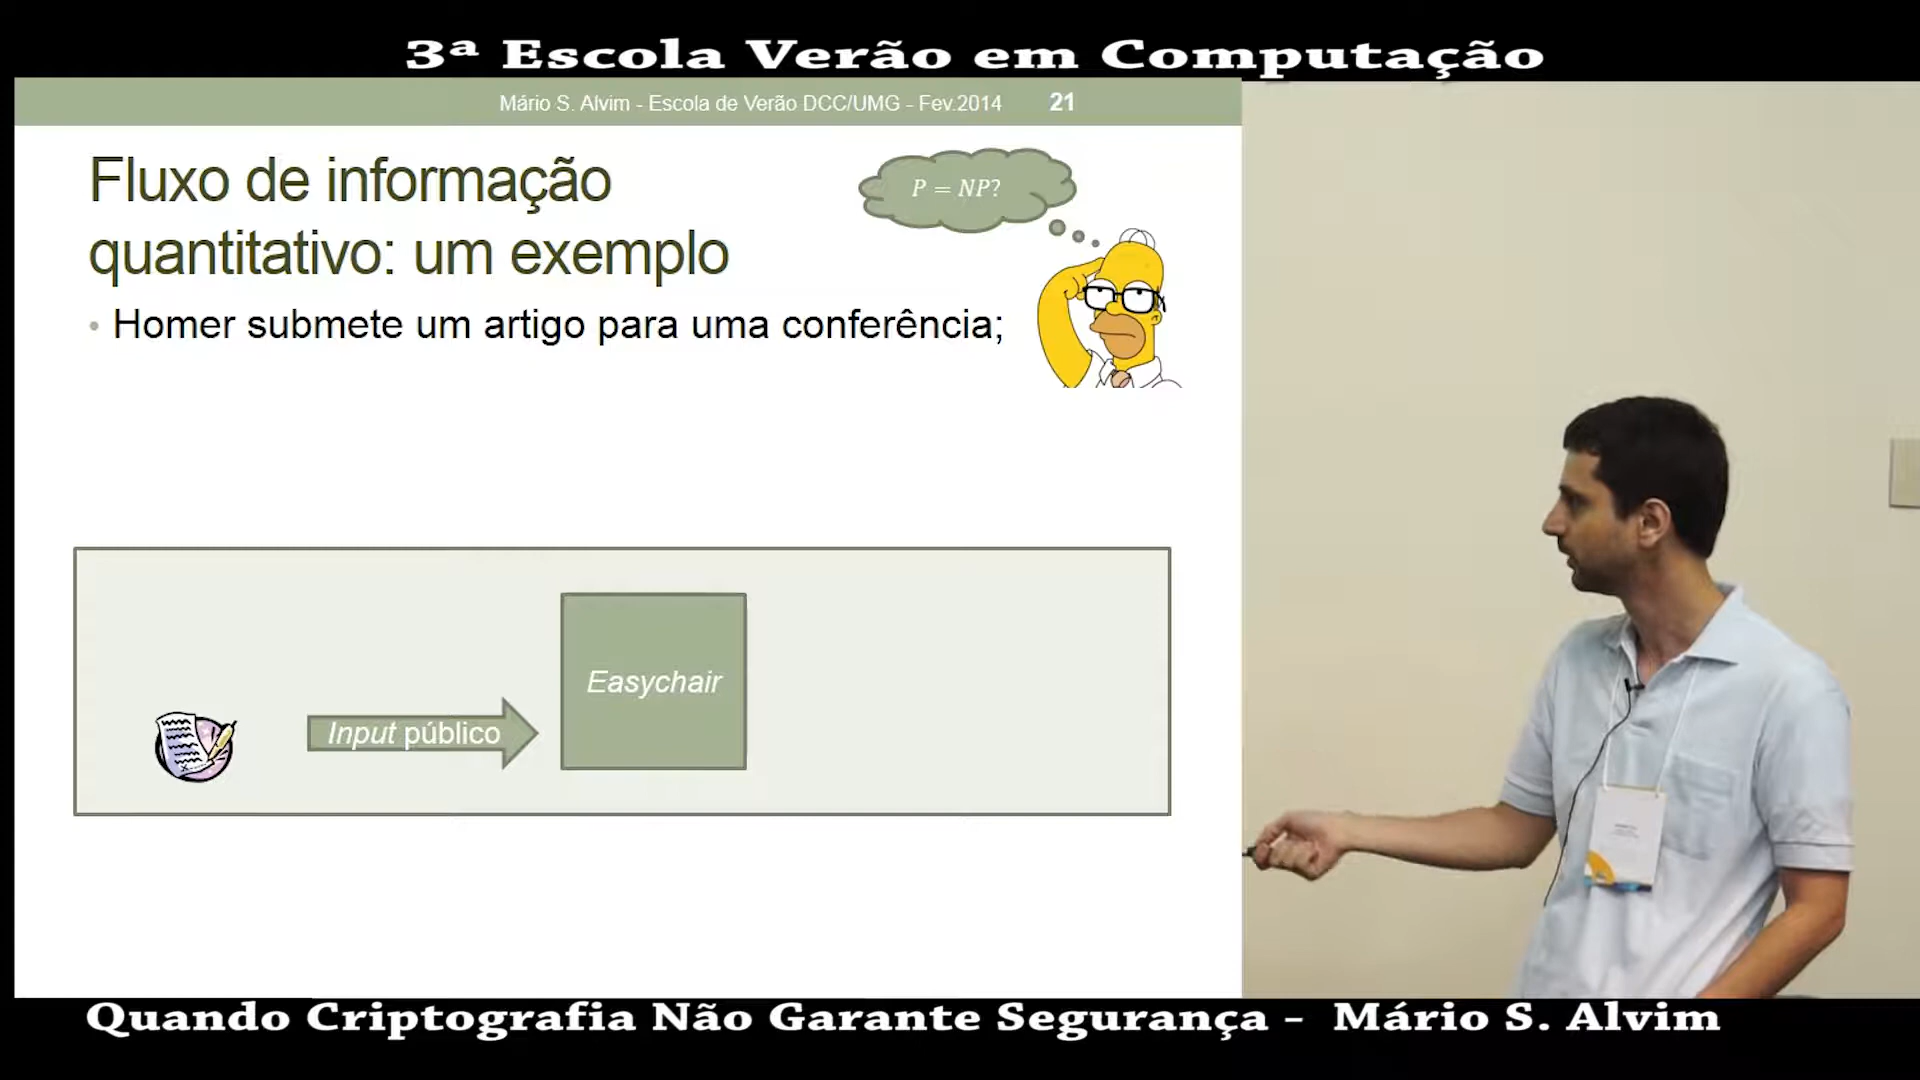 3ª Escola Verão em Computação
Mário S. Alvim - Escola de Verão DCC/UMG - Fev.2014 21
Fluxo de informação
quantitativo: um exemplo
P = NP?
• Homer submete um artigo para uma conferência;
Easychair
Input público
Quando Criptografia Não Garante Segurança - Mário S. Alvim